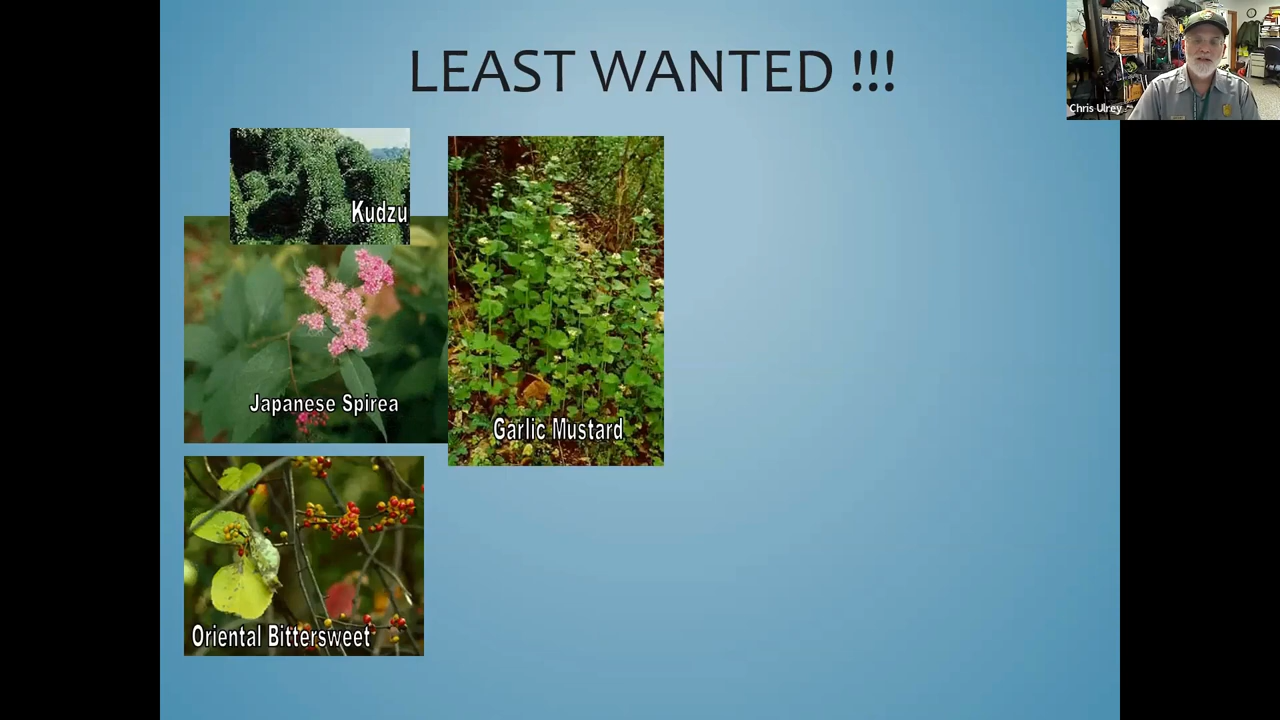 LEAST WANTED !!!
Chris Ulrey
Kudzu
Japanese Spirea
Garlic Mustard
Oriental Bittersweet